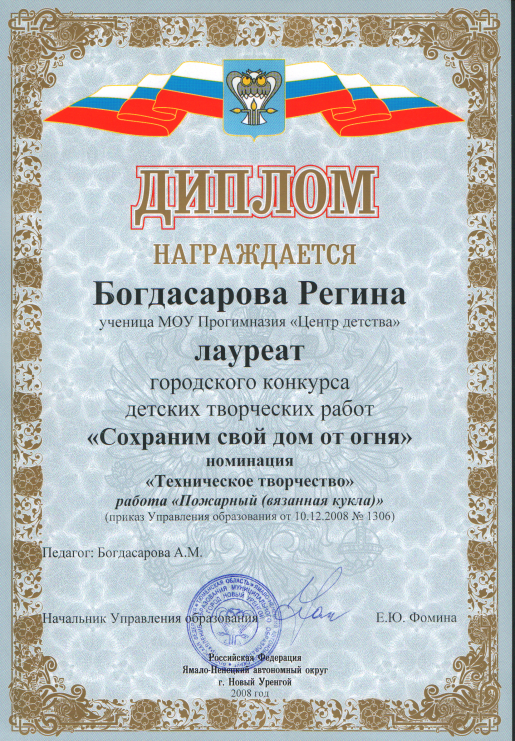 ДИПЛОМ
НАГРАЖДАЕТСЯ
Богдасарова Регина
ученица МОУ Прогимназия «Центр детства»
лауреат
городского конкурса
детских творческих работ
«Сохраним свой дом от огня»
номинация
«Техническое творчество»
работа «Пожарный (вязанная кукла)»
(приказ Управления образования от 10.12.2008 № 1306)
Педагог: Богдасарова А.М.
Начальник Управления образования
Е.Ю. Фомина
Российская Федерация
Ямало-Ненецкий автономный округ
г. Новый Уренгой
2008 год